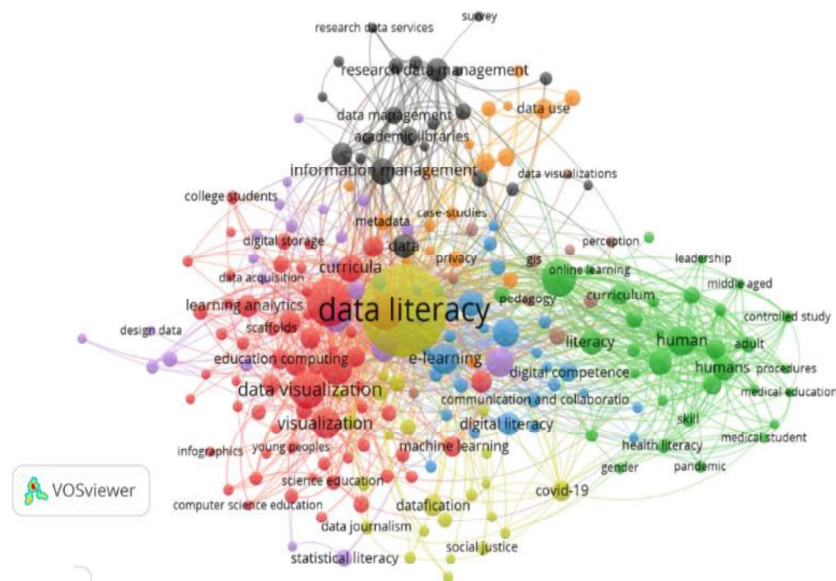 survey
research data services
research data management
data use
data management
academic libraries
information management
data visualizations
college students
case-studies
metadata
digital storage
data
perception
privacy
gis
leadership
curricula
online learning
data acquisition
middle aged
pedagogy
curriculum
learning analytics
data literacy
controlled study
scaffolds
design data
literacy
human
adult
education computing
e-learning
humans
procedures
digital competence
data visualization
medical education
communication and collaboratio
visualization
digital literacy
skill
medical student
young peoples
machine learning
health literacy
infographics
gender
pandemic
science education
covid-19
VOSviewer
computer science education
datafication
data journalism
social justice
statistical literacy